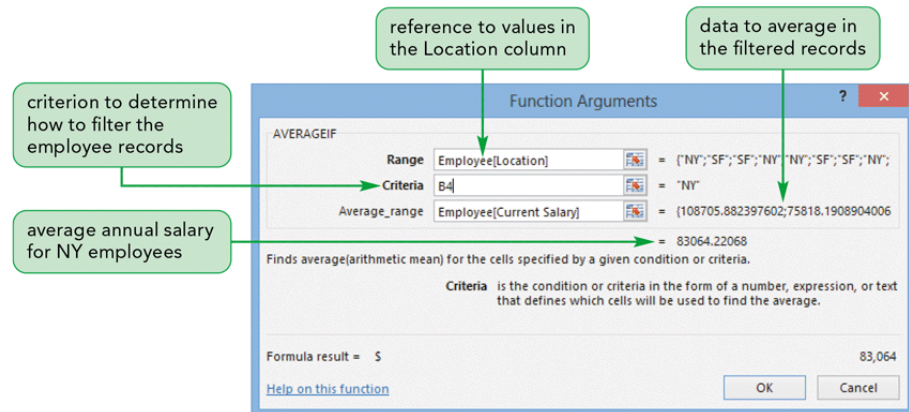 reference to values in
the Location column
data to average in
the filtered records
criterion to determine
how to filter the
employee records
average annual salary
for NY employees
Function Arguments ? ×
AVERAGEIF
Range Employee[Location] = {"NY";"SF";"SF";"NY";"NY";"SF";"SF";"NY";
Criteria B4 = "NY"
Average_range Employee[Current Salary] = {108705.882397602;75818.1908904006
= 83064.22068
Finds average(arithmetic mean) for the cells specified by a given condition or criteria.
Criteria is the condition or criteria in the form of a number, expression, or text
that defines which cells will be used to find the average.
Formula result = $ 83,064
Help on this function OK Cancel